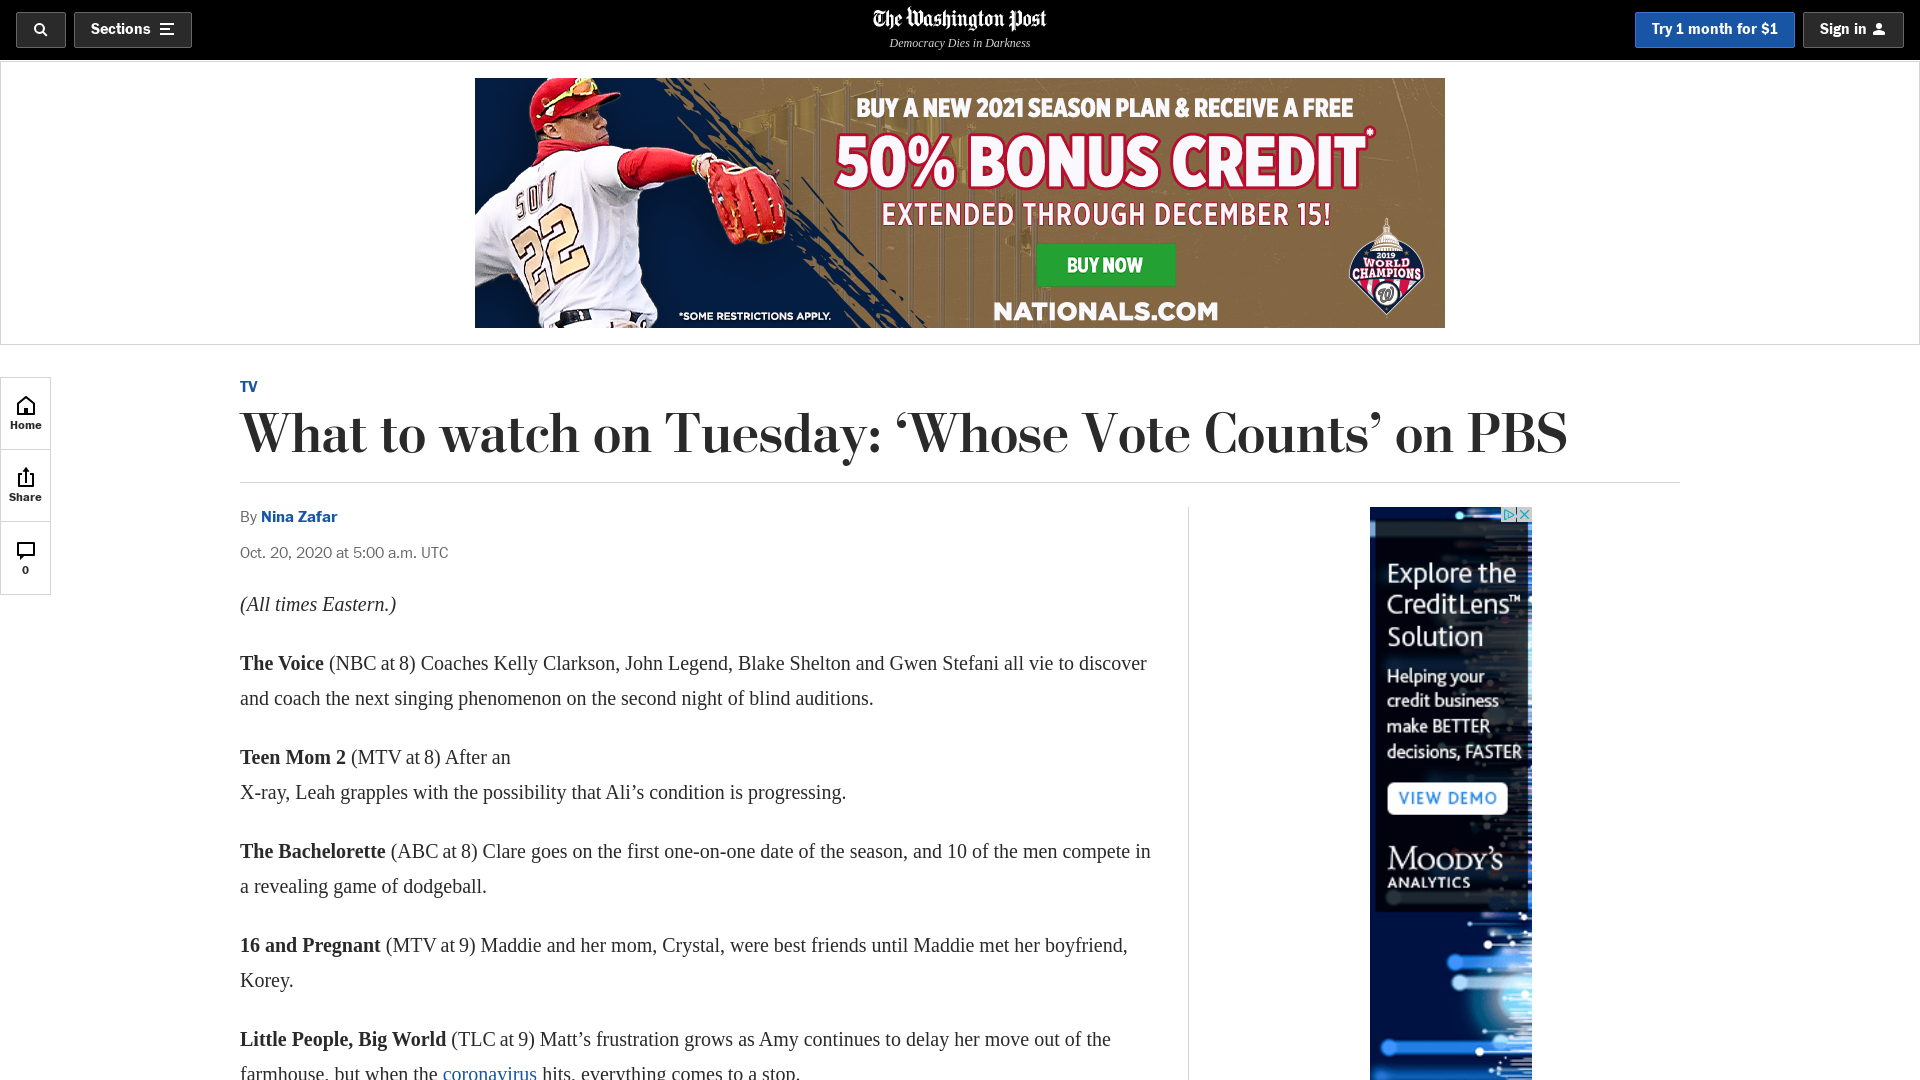 Sections
The Washington Post
Democracy Dies in Darkness
Try 1 month for $1
Sign in
BUY A NEW 2021 SEASON PLAN & RECEIVE A FREE
50% BONUS CREDIT*
EXTENDED THROUGH DECEMBER 15!
BUY NOW
NATIONALS.COM
*SOME RESTRICTIONS APPLY.
SOTO
22
2019
WORLD
CHAMPIONS
W
Home
Share
0
TV
What to watch on Tuesday: ‘Whose Vote Counts’ on PBS
By Nina Zafar
Oct. 20, 2020 at 5:00 a.m. UTC
(All times Eastern.)
The Voice (NBC at 8) Coaches Kelly Clarkson, John Legend, Blake Shelton and Gwen Stefani all vie to discover
and coach the next singing phenomenon on the second night of blind auditions.
Teen Mom 2 (MTV at 8) After an
X-ray, Leah grapples with the possibility that Ali’s condition is progressing.
The Bachelorette (ABC at 8) Clare goes on the first one-on-one date of the season, and 10 of the men compete in
a revealing game of dodgeball.
16 and Pregnant (MTV at 9) Maddie and her mom, Crystal, were best friends until Maddie met her boyfriend,
Korey.
Little People, Big World (TLC at 9) Matt’s frustration grows as Amy continues to delay her move out of the
farmhouse, but when the coronavirus hits, everything comes to a stop.
Explore the
CreditLens™
Solution
Helping your
credit business
make BETTER
decisions, FASTER
VIEW DEMO
MOODY'S
ANALYTICS